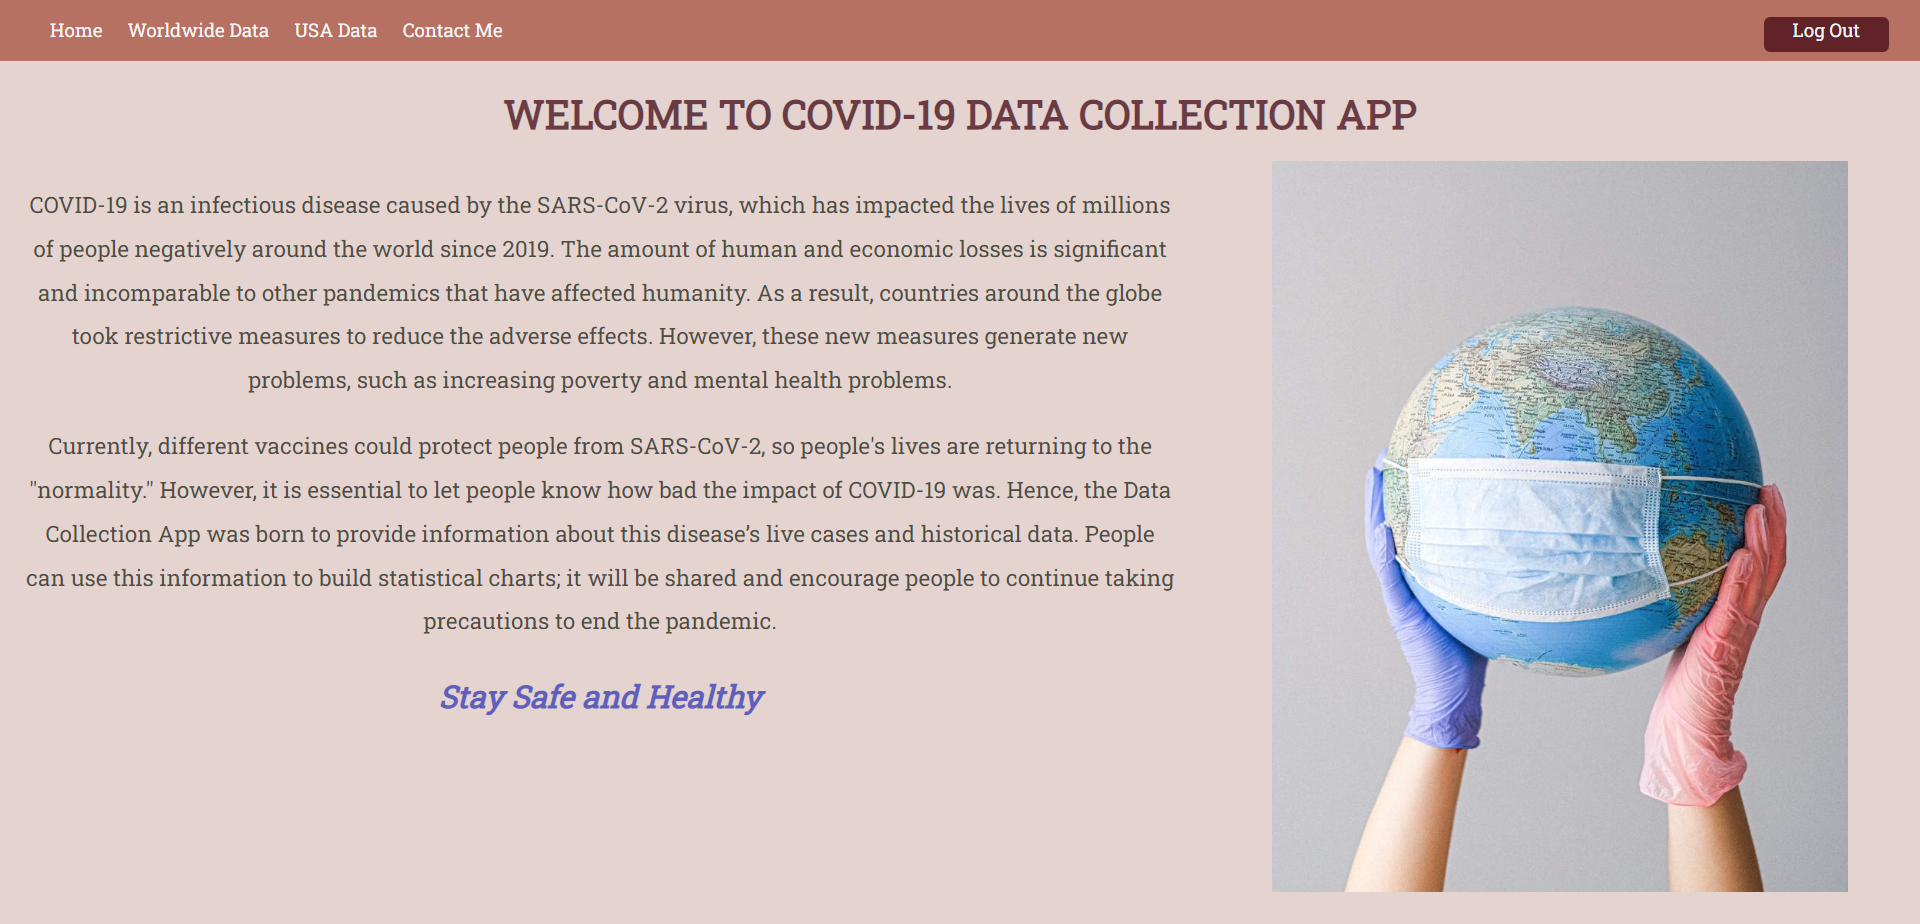 Home Worldwide Data USA Data Contact Me Log Out
WELCOME TO COVID-19 DATA COLLECTION APP
COVID-19 is an infectious disease caused by the SARS-CoV-2 virus, which has impacted the lives of millions
of people negatively around the world since 2019. The amount of human and economic losses is significant
and incomparable to other pandemics that have affected humanity. As a result, countries around the globe
took restrictive measures to reduce the adverse effects. However, these new measures generate new
problems, such as increasing poverty and mental health problems.
Currently, different vaccines could protect people from SARS-CoV-2, so people's lives are returning to the
"normality." However, it is essential to let people know how bad the impact of COVID-19 was. Hence, the Data
Collection App was born to provide information about this disease’s live cases and historical data. People
can use this information to build statistical charts; it will be shared and encourage people to continue taking
precautions to end the pandemic.
Stay Safe and Healthy